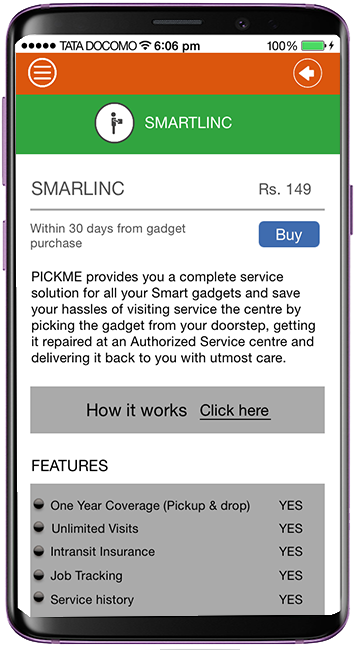 TATA DOCOMO 6:06 pm 100%
SMARTLINC
SMARLINC Rs. 149
Within 30 days from gadget
purchase
Buy
PICKME provides you a complete service
solution for all your Smart gadgets and save
your hassles of visiting service the centre by
picking the gadget from your doorstep, getting
it repaired at an Authorized Service centre and
delivering it back to you with utmost care.
How it works Click here
FEATURES
One Year Coverage (Pickup & drop) YES
Unlimited Visits YES
Intransit Insurance YES
Job Tracking YES
Service history YES